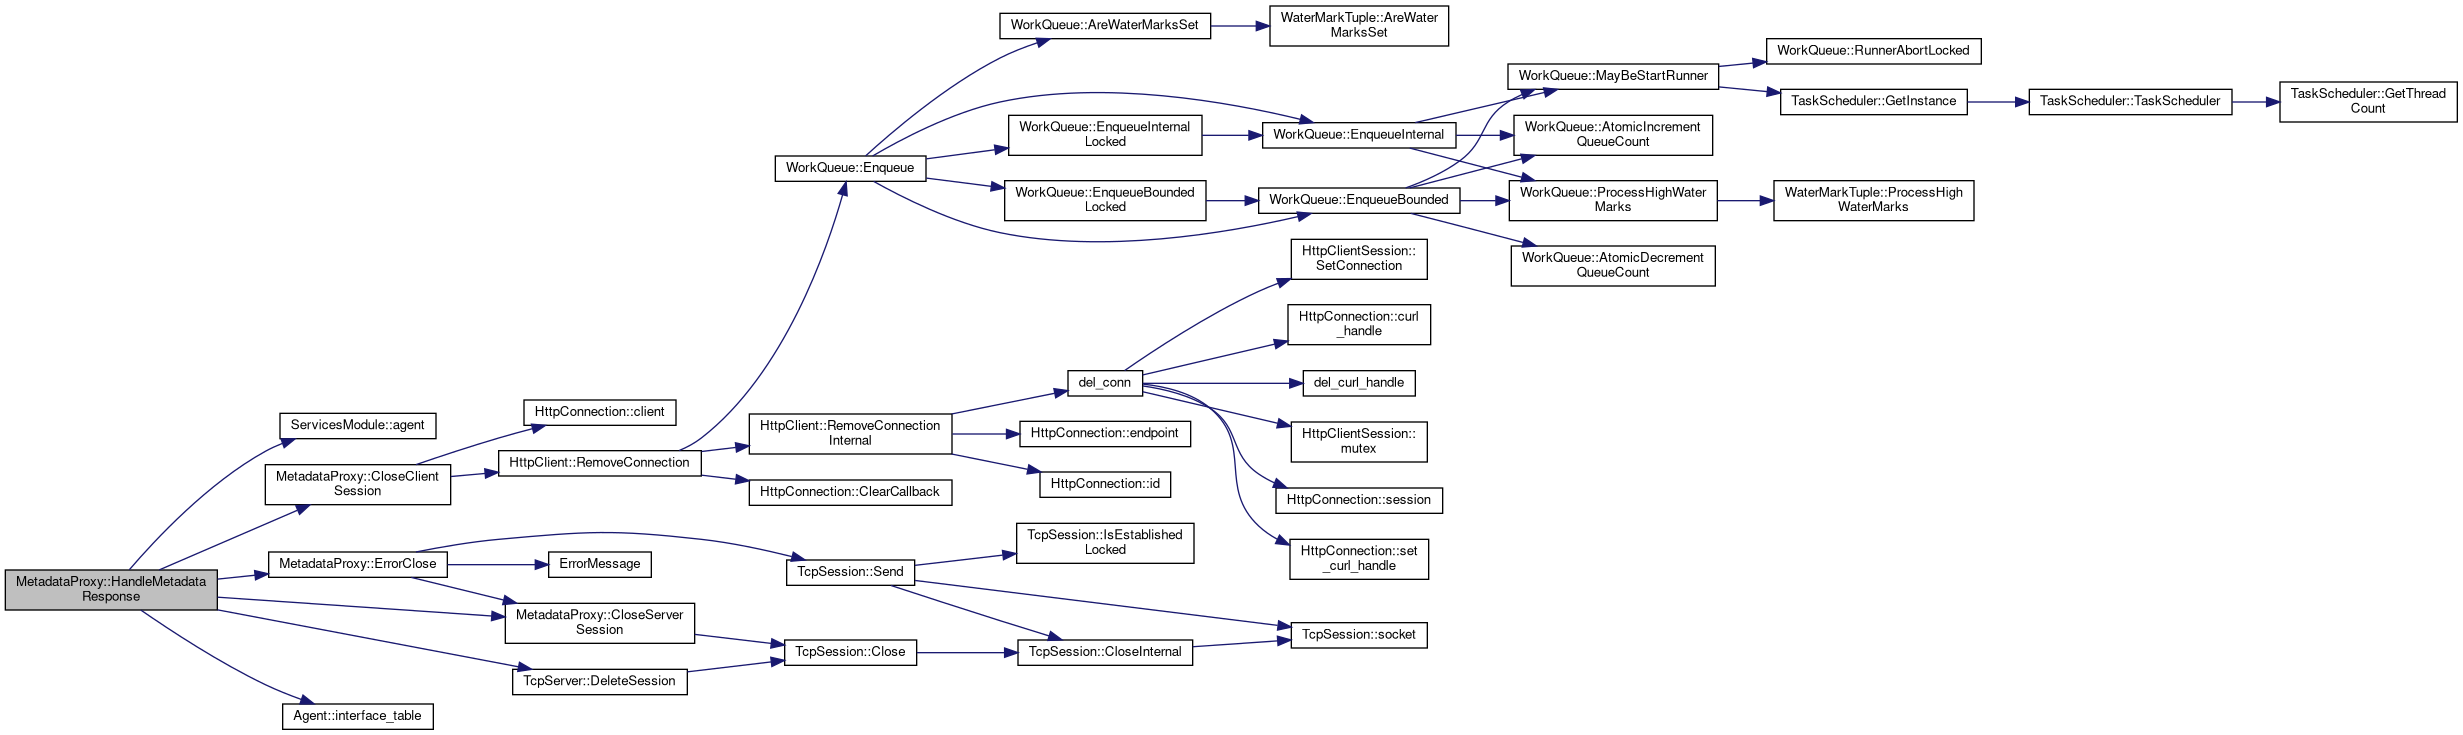 MetadataProxy::HandleMetadata
Response
ServicesModule::agent
MetadataProxy::CloseClient
Session
MetadataProxy::ErrorClose
Agent::interface_table
HttpConnection::client
HttpClient::RemoveConnection
ErrorMessage
MetadataProxy::CloseServer
Session
TcpServer::DeleteSession
WorkQueue::Enqueue
HttpClient::RemoveConnection
Internal
HttpConnection::ClearCallback
TcpSession::Send
TcpSession::Close
WorkQueue::AreWaterMarksSet
WorkQueue::EnqueueInternal
Locked
WorkQueue::EnqueueBounded
Locked
del_conn
HttpConnection::endpoint
HttpConnection::id
TcpSession::IsEstablished
Locked
TcpSession::CloseInternal
WaterMarkTuple::AreWater
MarksSet
WorkQueue::EnqueueInternal
WorkQueue::EnqueueBounded
HttpClientSession::
SetConnection
HttpConnection::curl
_handle
del_curl_handle
HttpClientSession::
mutex
HttpConnection::session
HttpConnection::set
_curl_handle
TcpSession::socket
WorkQueue::MayBeStartRunner
WorkQueue::AtomicIncrement
QueueCount
WorkQueue::ProcessHighWater
Marks
WorkQueue::AtomicDecrement
QueueCount
WorkQueue::RunnerAbortLocked
TaskScheduler::GetInstance
WaterMarkTuple::ProcessHigh
WaterMarks
TaskScheduler::TaskScheduler
TaskScheduler::GetThread
Count